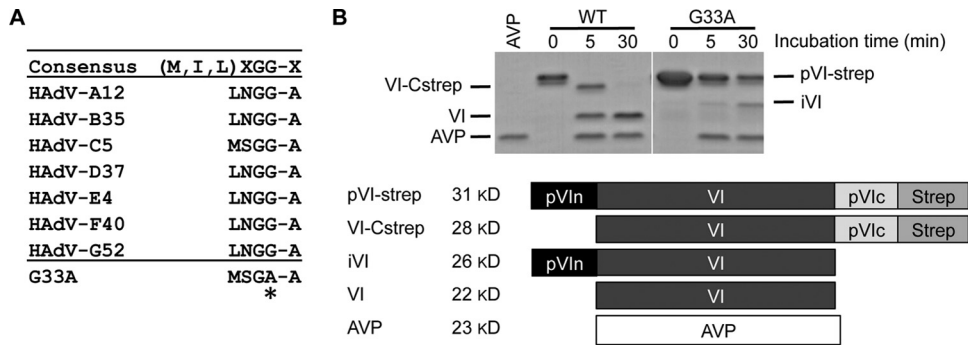 A
Consensus (M,I,L)XGG-X
HAdV-A12 LNGG-A
HAdV-B35 LNGG-A
HAdV-C5 MSGG-A
HAdV-D37 LNGG-A
HAdV-E4 LNGG-A
HAdV-F40 LNGG-A
HAdV-G52 LNGG-A
G33A MSGA-A
*
B
AVP WT G33A
0 5 30 0 5 30 Incubation time (min)
VI-Cstrep
VI
AVP
pVI-strep
iVI
pVI-strep 31 KD pVIn VI pVIc Strep
VI-Cstrep 28 KD VI pVIc Strep
iVI 26 KD pVIn VI
VI 22 KD VI
AVP 23 KD AVP